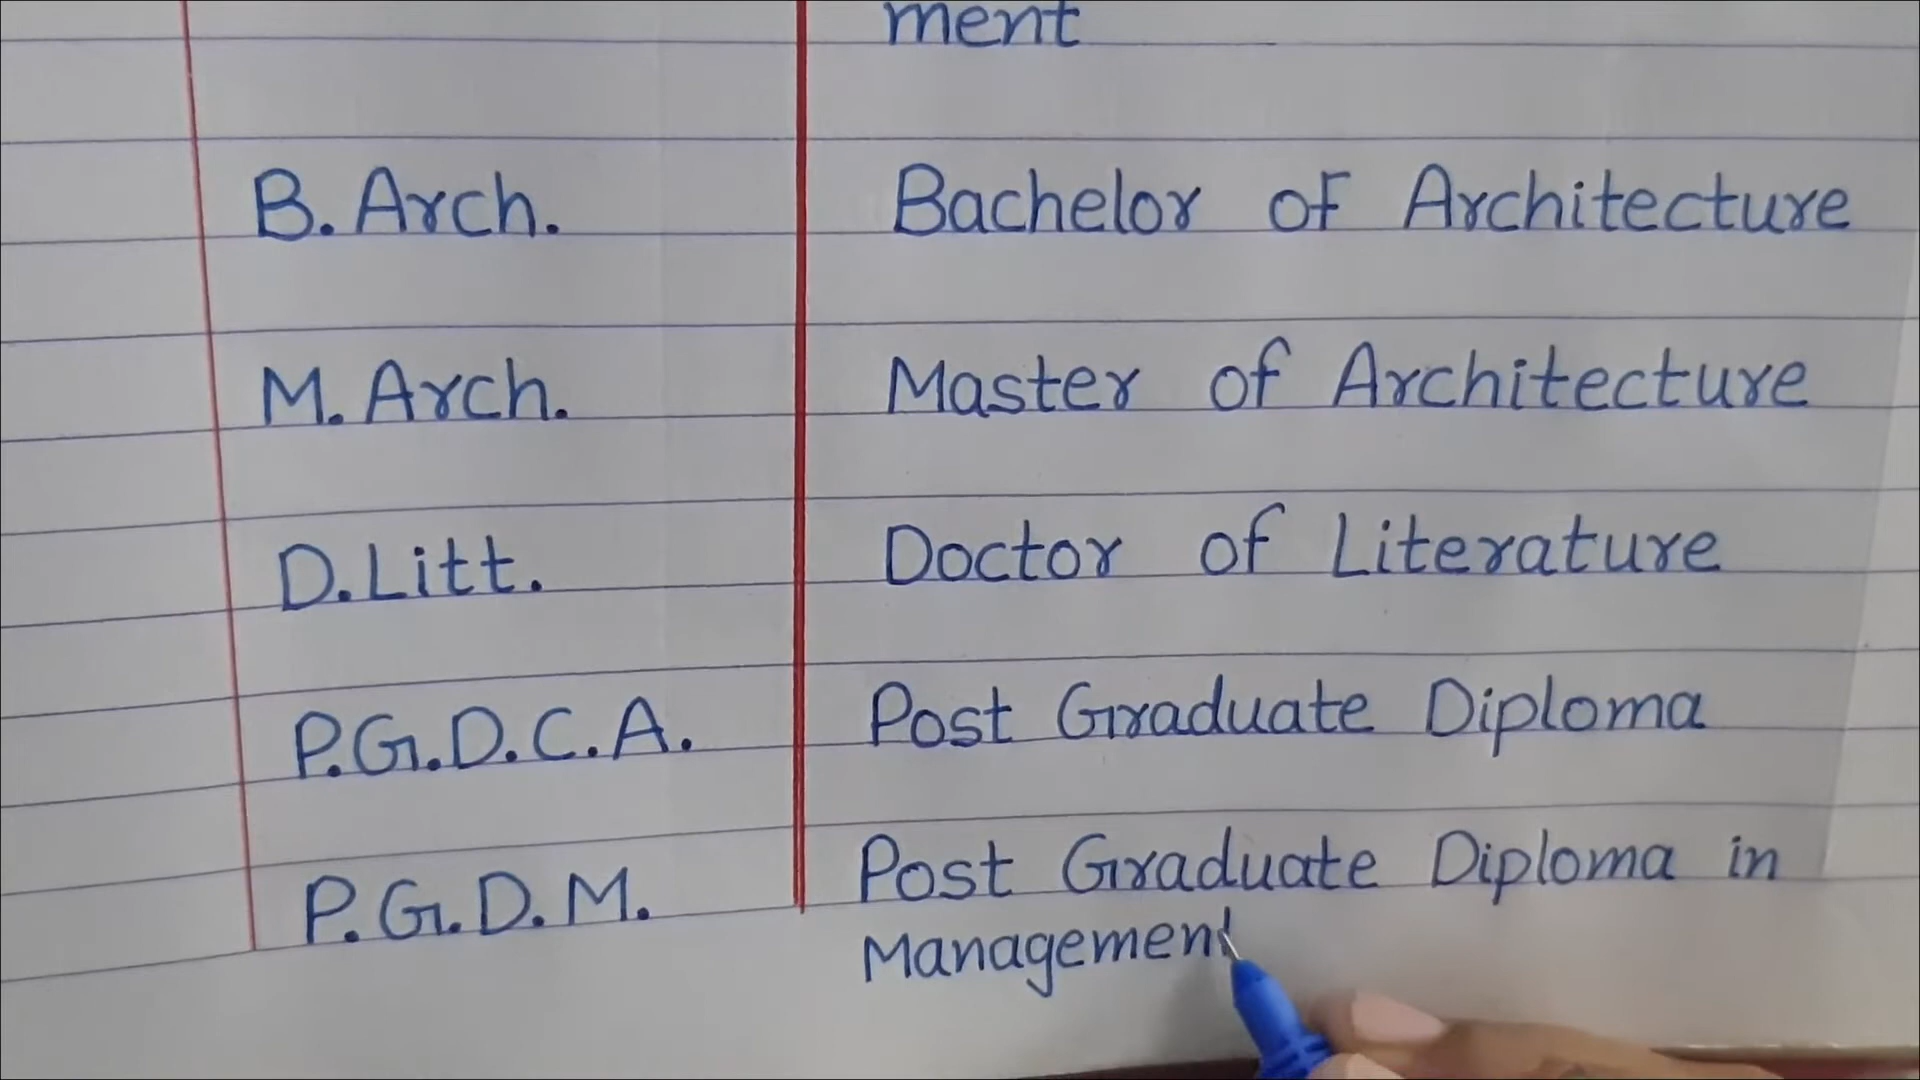 ment
B. Arch. Bachelor of Architecture
M. Arch. Master of Architecture
D. Litt. Doctor of Literature
P.G.D.C.A. Post Graduate Diploma
P.G.D.M. Post Graduate Diploma in
Management